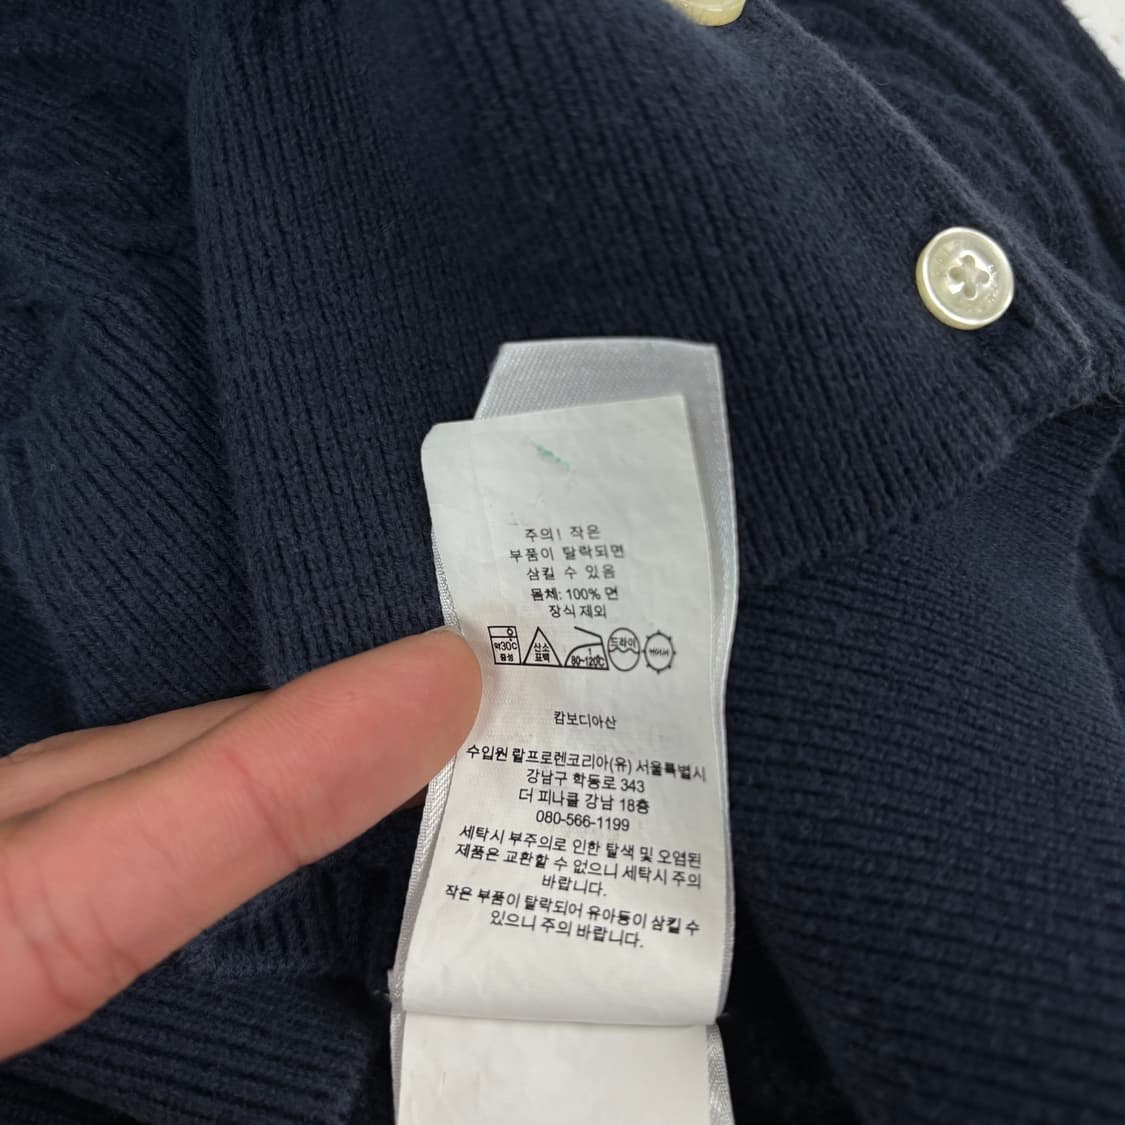 주의! 작은
부품이 탈락되면
삼킬 수 있음
몸체: 100% 면
장식 제외
약30℃
중성
산소
표백
80~120℃
드라이
뉘어서
캄보디아산
수입원 랄프로렌코리아(유) 서울특별시
강남구 학동로 343
더 피나클 강남 18층
080-566-1199
세탁시 부주의로 인한 탈색 및 오염된
제품은 교환할 수 없으니 세탁시 주의
바랍니다.
작은 부품이 탈락되어 유아등이 삼킬 수
있으니 주의 바랍니다.